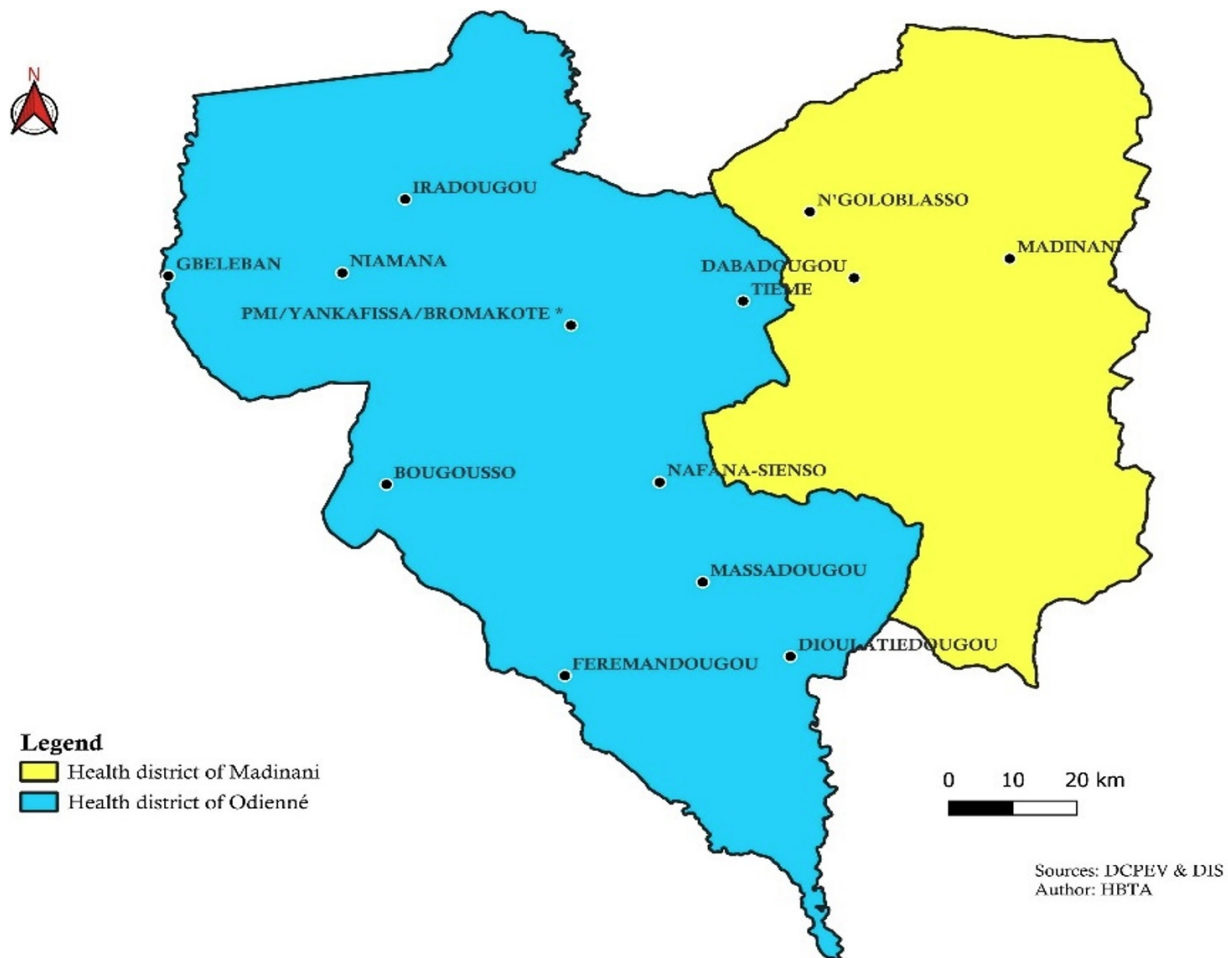 N
IRADOUGOU
N'GOLOBLASSO
GBELEBAN
NIAMANA
MADINANI
DABADOUGOU
TIEME
PMI/YANKAFISSA/BROMAKOTE *
BOUGOUSSO
NAFANA-SIENSO
MASSADOUGOU
DIOULATIEDOUGOU
FEREMANDOUGOU
Legend
Health district of Madinani
Health district of Odienné
0 10 20 km
Sources: DCPEV & DIS
Author: HBTA